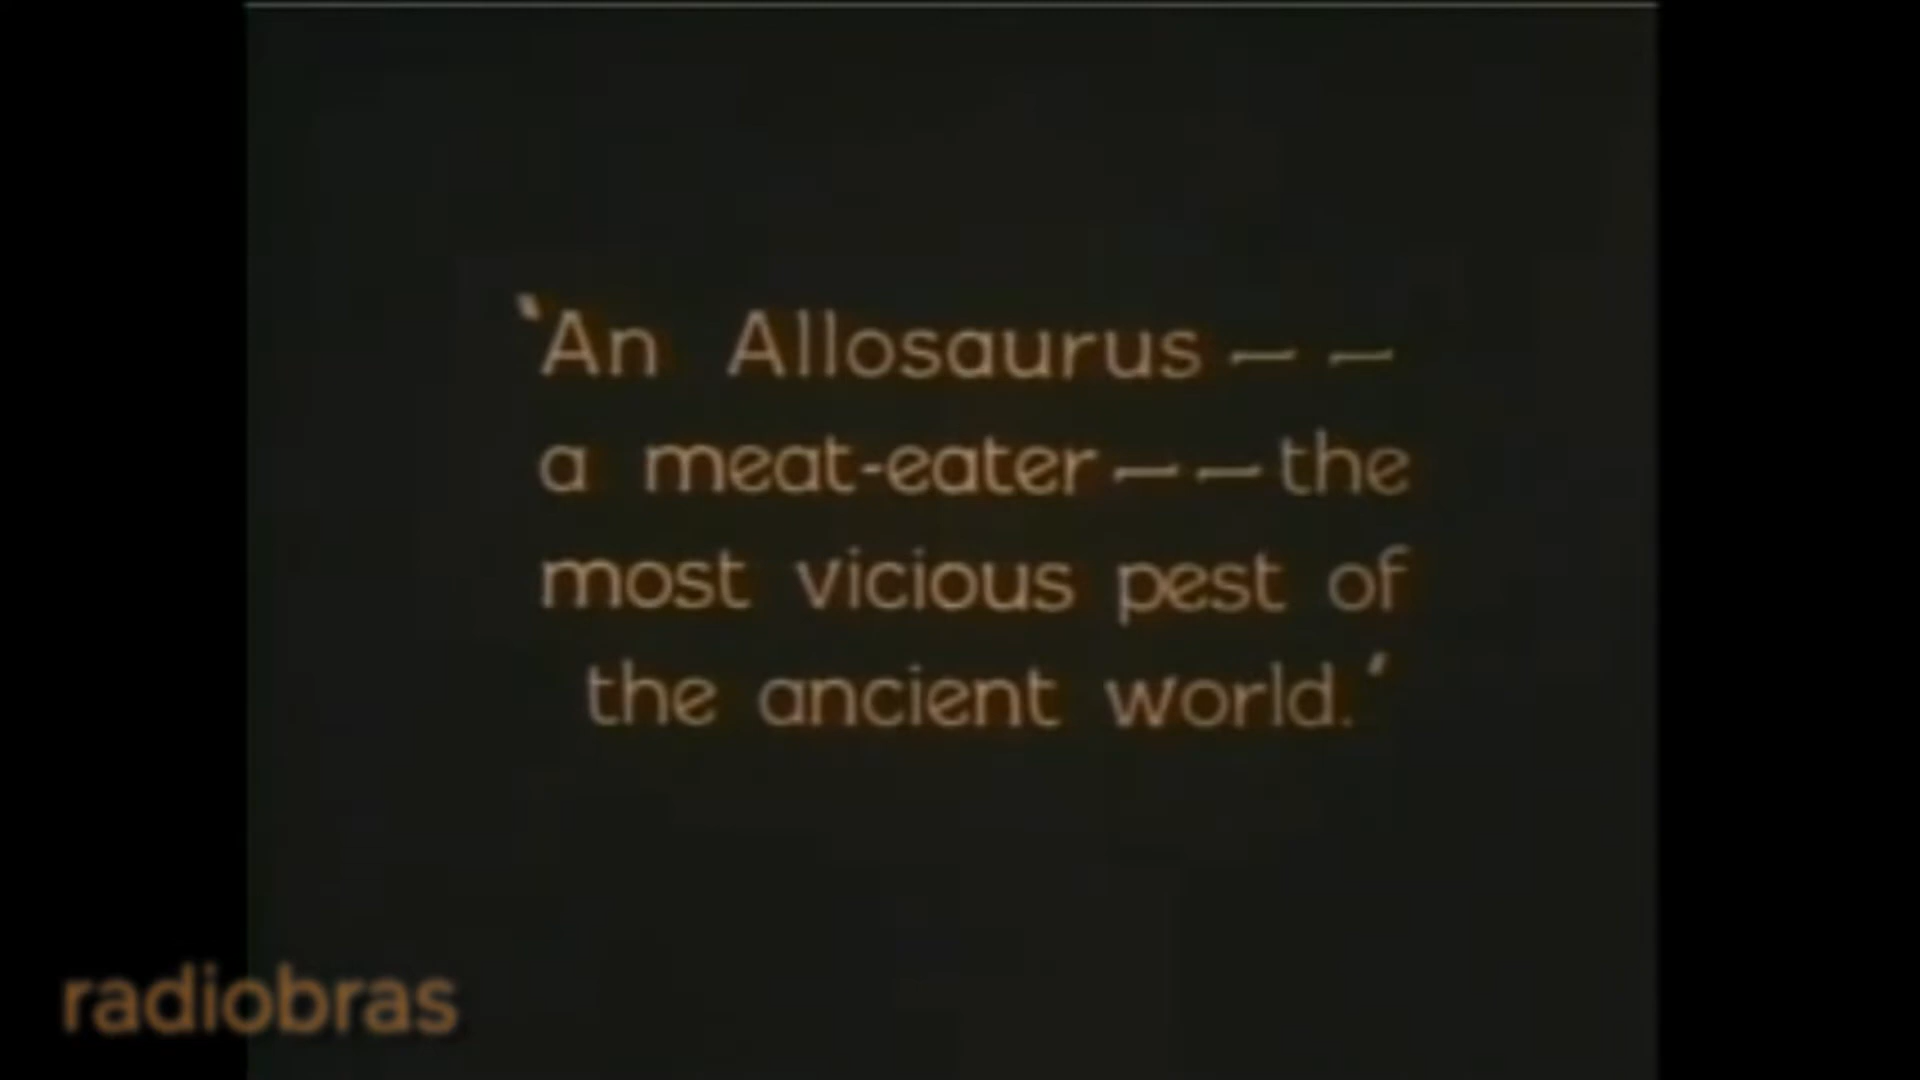 ‘An Allosaurus — —
a meat-eater — — the
most vicious pest of
the ancient world.’
radiobras